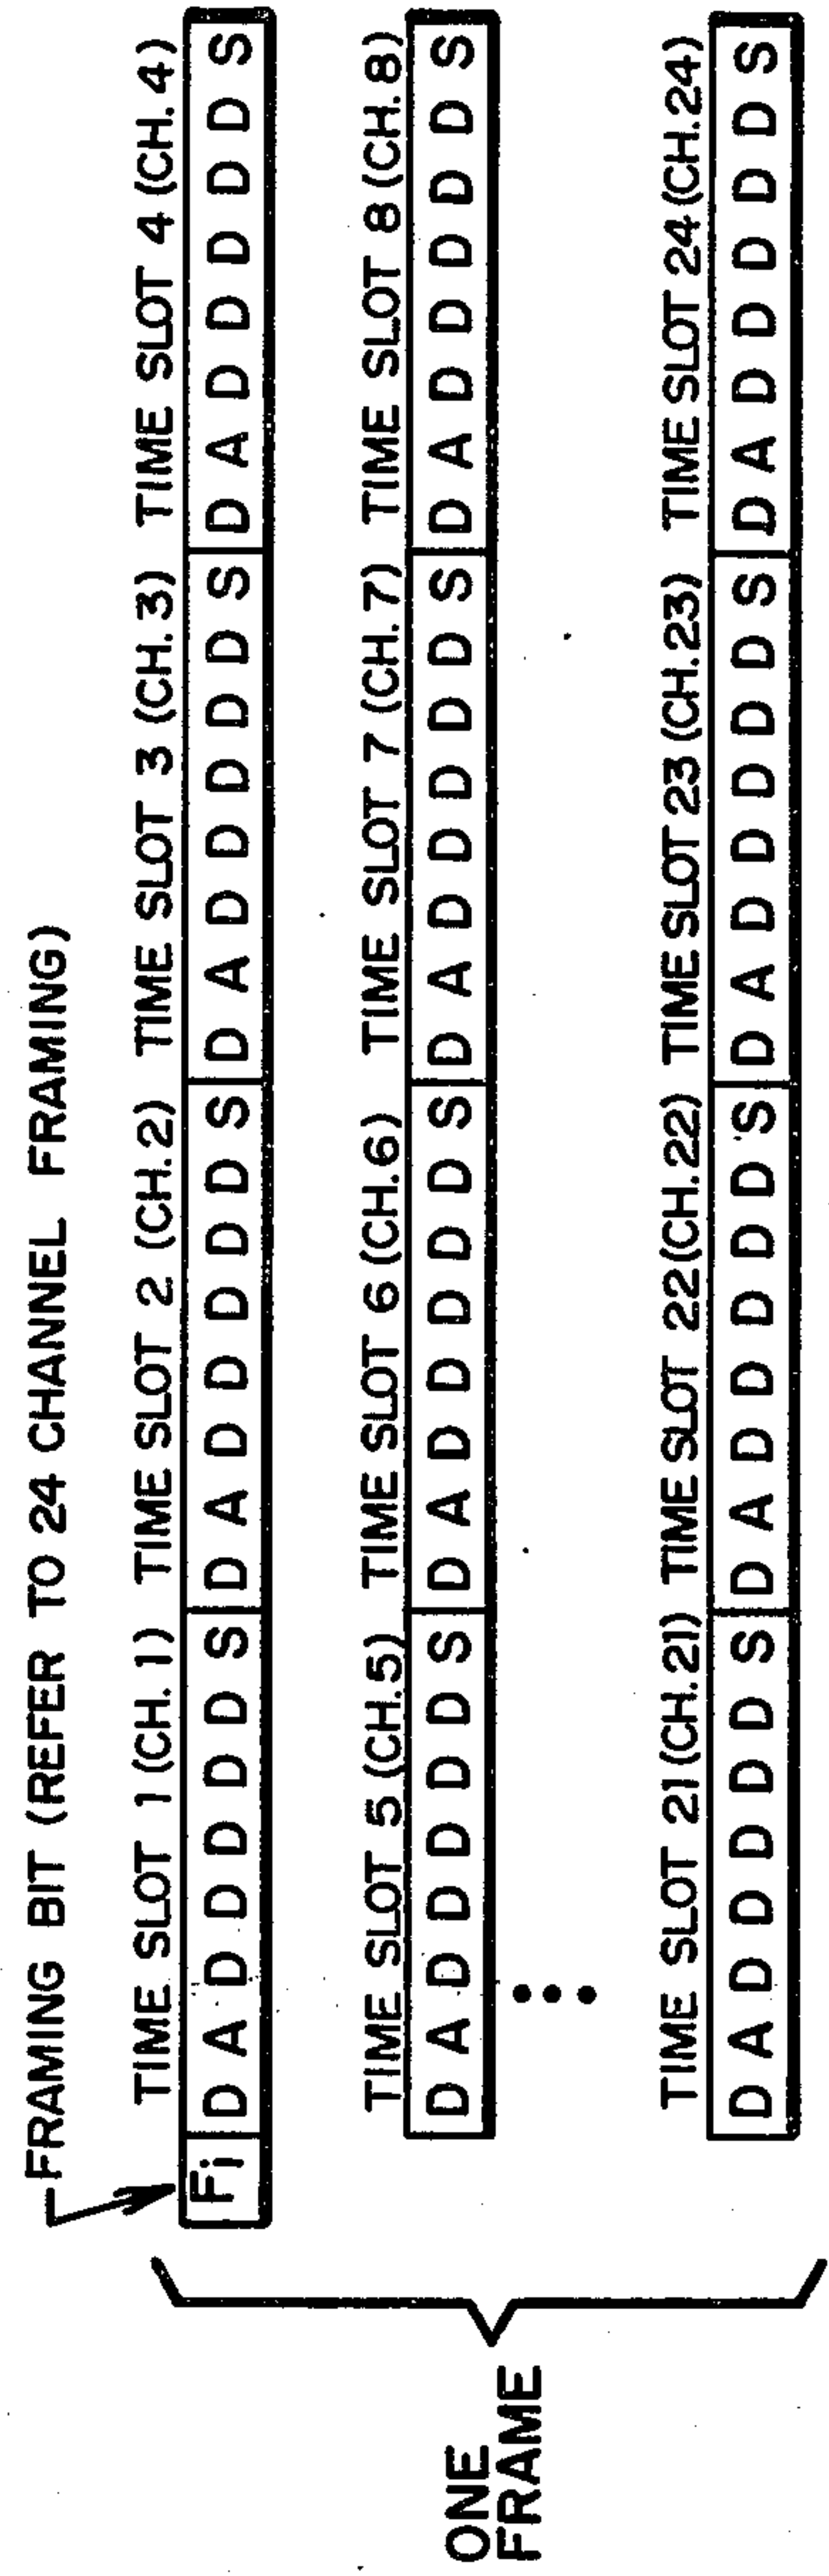 FRAMING BIT (REFER TO 24 CHANNEL FRAMING)
TIME SLOT 1 (CH. 1) TIME SLOT 2 (CH. 2) TIME SLOT 3 (CH. 3) TIME SLOT 4 (CH. 4)
Fi D A D D D D D S D A D D D D D S D A D D D D D S D A D D D D D S
TIME SLOT 5 (CH. 5) TIME SLOT 6 (CH. 6) TIME SLOT 7 (CH. 7) TIME SLOT 8 (CH. 8)
D A D D D D D S D A D D D D D S D A D D D D D S D A D D D D D S
TIME SLOT 21 (CH. 21) TIME SLOT 22 (CH. 22) TIME SLOT 23 (CH. 23) TIME SLOT 24 (CH. 24)
D A D D D D D S D A D D D D D S D A D D D D D S D A D D D D D S
ONE
FRAME